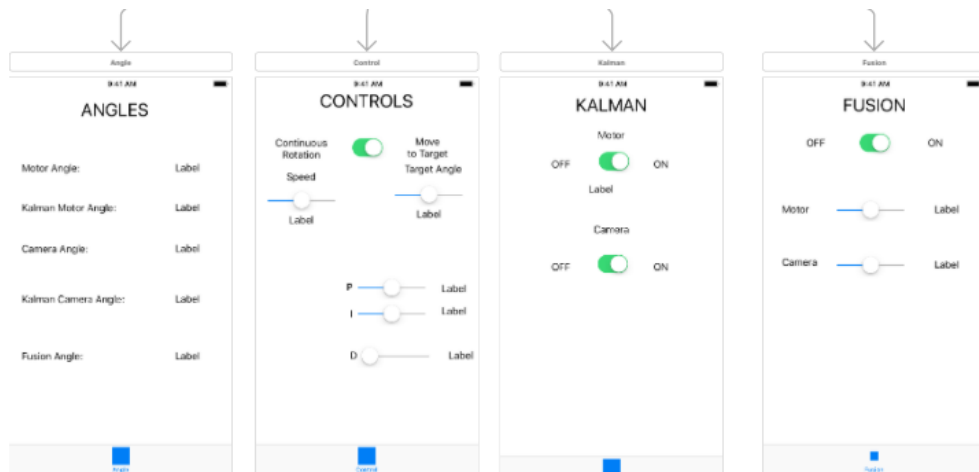 Angle
9:41 AM
ANGLES
Motor Angle: Label
Kalman Motor Angle: Label
Camera Angle: Label
Kalman Camera Angle: Label
Fusion Angle: Label
Angle
Control
9:41 AM
CONTROLS
Continuous
Rotation
Move
to Target
Speed
Target Angle
Label
Label
P Label
I Label
D Label
Control
Kalman
9:41 AM
KALMAN
Motor
OFF ON
Label
Camera
OFF ON
Fusion
9:41 AM
FUSION
OFF ON
Motor Label
Camera Label
Fusion